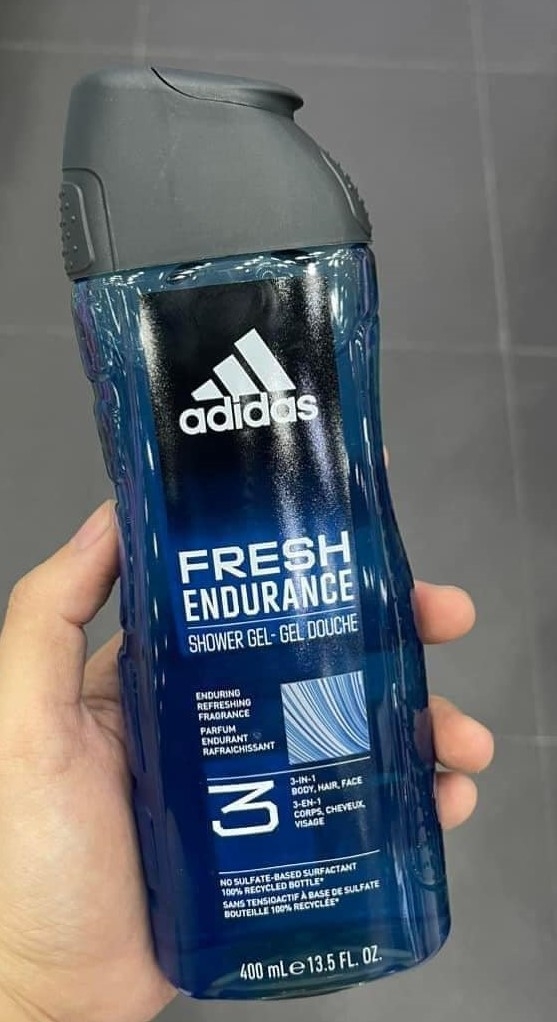 adidas
FRESH
ENDURANCE
SHOWER GEL- GEL DOUCHE
ENDURING
REFRESHING
FRAGRANCE
PARFUM
ENDURANT
RAFRAICHISSANT
3
3-IN-1
BODY, HAIR, FACE
3-EN-1
CORPS, CHEVEUX,
VISAGE
NO SULFATE-BASED SURFACTANT
100% RECYCLED BOTTLE*
SANS TENSIOACTIF À BASE DE SULFATE
BOUTEILLE 100% RECYCLÉE*
400 mL ℮ 13.5 FL. OZ.